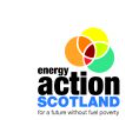 energy
action
SCOTLAND
for a future without fuel poverty